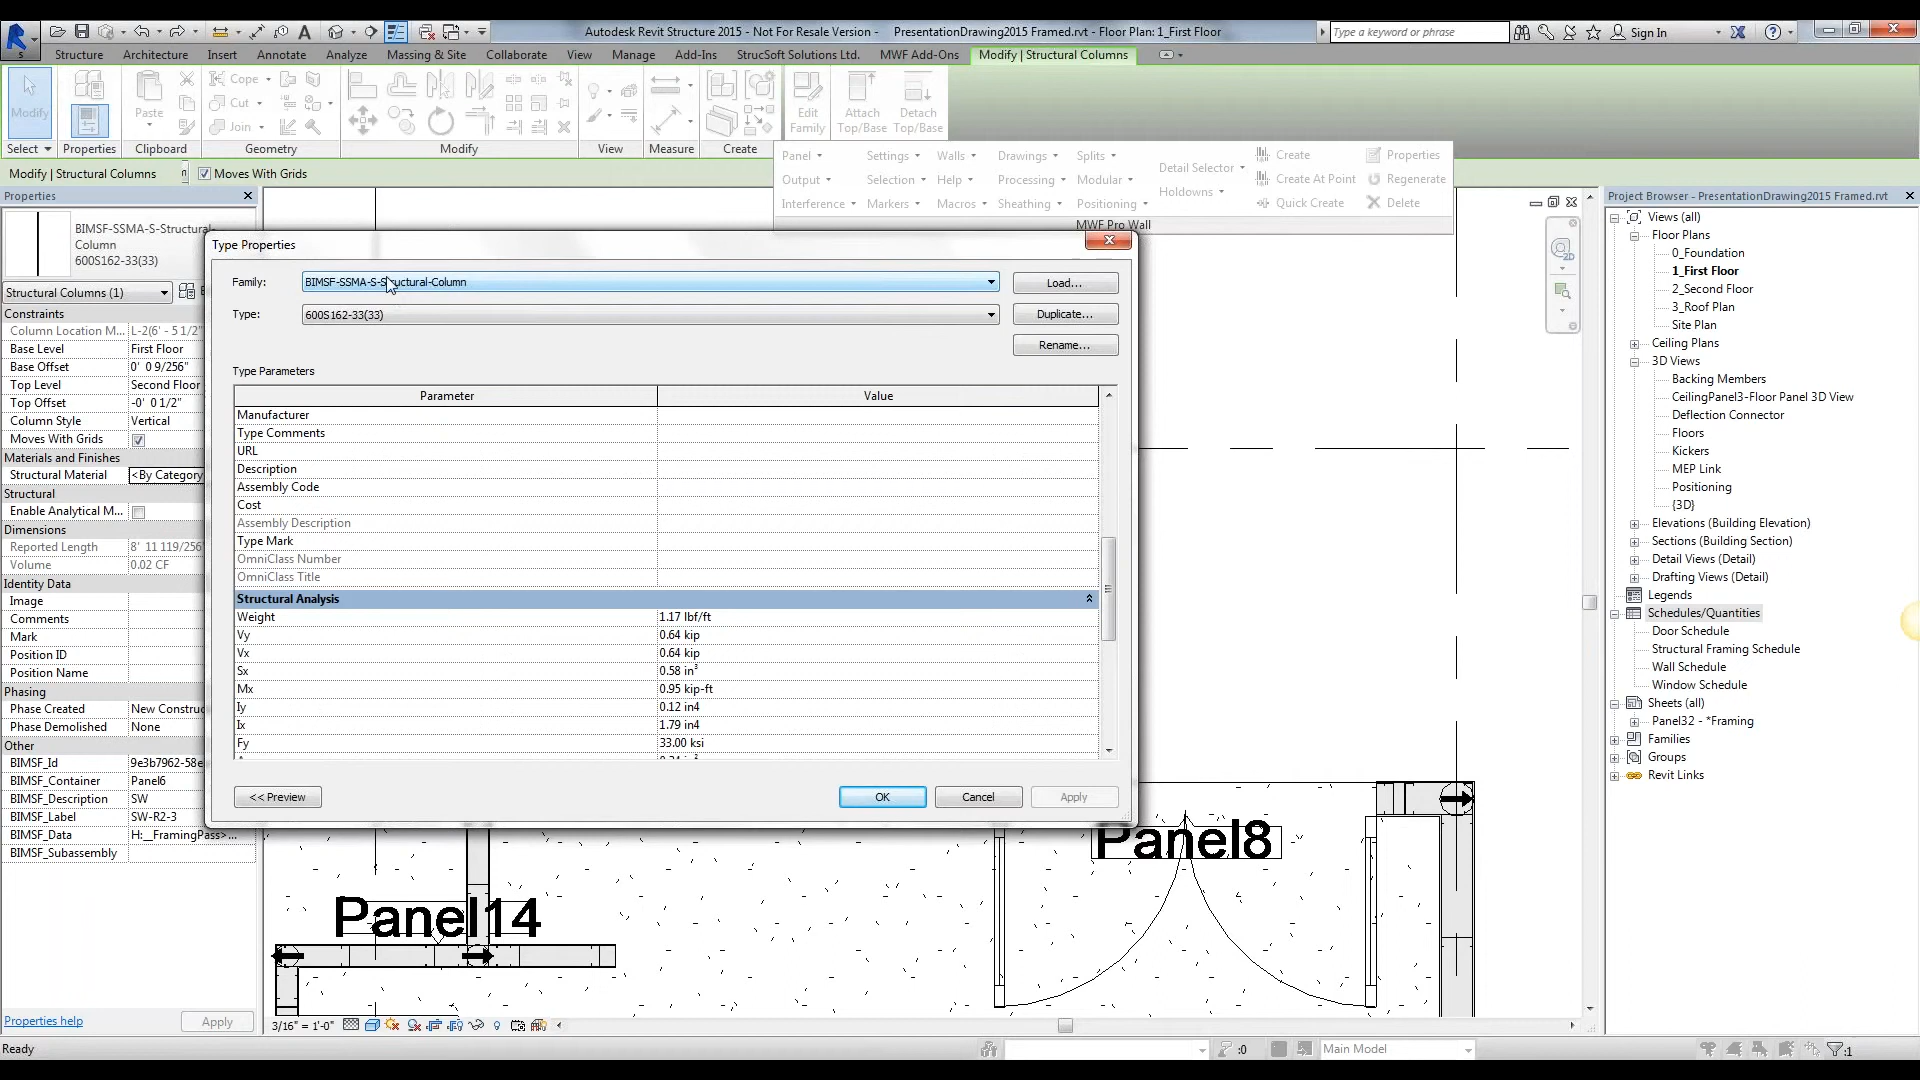 Autodesk Revit Structure 2015 - Not For Resale Version - PresentationDrawing2015 Framed.rvt - Floor Plan: 1_First Floor
Type a keyword or phrase
Sign In
Structure Architecture Insert Annotate Analyze Massing & Site Collaborate View Manage Add-Ins StrucSoft Solutions Ltd. MWF Add-Ons Modify | Structural Columns
Modify
Paste
Cope
Cut
Join
Edit
Family
Attach
Top/Base
Detach
Top/Base
Select Properties Clipboard Geometry Modify View Measure Create
Panel Settings Walls Drawings Splits Detail Selector Create Properties
Output Selection Help Processing Modular Create At Point Regenerate
Interference Markers Macros Sheathing Positioning Holdowns Quick Create Delete
MWF Pro Wall
Modify | Structural Columns
Moves With Grids
Properties
BIMSF-SSMA-S-Structural-
Column
600S162-33(33)
Structural Columns (1)
Constraints
Column Location M... L-2(6' - 5 1/2"
Base Level First Floor
Base Offset 0' 0 9/256"
Top Level Second Floor
Top Offset -0' 0 1/2"
Column Style Vertical
Moves With Grids
Materials and Finishes
Structural Material <By Category
Structural
Enable Analytical M...
Dimensions
Reported Length 8' 11 119/256
Volume 0.02 CF
Identity Data
Image
Comments
Mark
Position ID
Position Name
Phasing
Phase Created New Construc
Phase Demolished None
Other
BIMSF_Id 9e3b7962-58e
BIMSF_Container Panel6
BIMSF_Description SW
BIMSF_Label SW-R2-3
BIMSF_Data H:__FramingPass>...
BIMSF_Subassembly
Properties help Apply
Type Properties
Family: BIMSF-SSMA-S-Structural-Column Load...
Type: 600S162-33(33) Duplicate...
Rename...
Type Parameters
Parameter Value
Manufacturer
Type Comments
URL
Description
Assembly Code
Cost
Assembly Description
Type Mark
OmniClass Number
OmniClass Title
Structural Analysis
Weight 1.17 lbf/ft
Vy 0.64 kip
Vx 0.64 kip
Sx 0.58 in³
Mx 0.95 kip-ft
Iy 0.12 in4
Ix 1.79 in4
Fy 33.00 ksi
<< Preview OK Cancel Apply
Panel8
Panel14
2D
Project Browser - PresentationDrawing2015 Framed.rvt
Views (all)
Floor Plans
0_Foundation
1_First Floor
2_Second Floor
3_Roof Plan
Site Plan
Ceiling Plans
3D Views
Backing Members
CeilingPanel3-Floor Panel 3D View
Deflection Connector
Floors
Kickers
MEP Link
Positioning
{3D}
Elevations (Building Elevation)
Sections (Building Section)
Detail Views (Detail)
Drafting Views (Detail)
Legends
Schedules/Quantities
Door Schedule
Structural Framing Schedule
Wall Schedule
Window Schedule
Sheets (all)
Panel32 - *Framing
Families
Groups
Revit Links
3/16" = 1'-0"
Ready
:0
Main Model
:1